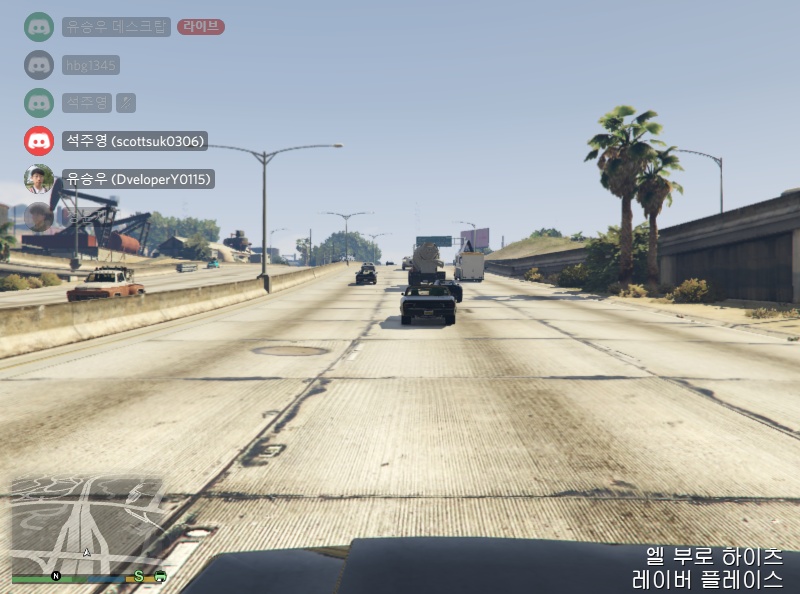 유승우 데스크탑 라이브
hbg1345
석주영
석주영 (scottsuk0306)
유승우 (DveloperY0115)
N S
엘 부로 하이츠
레이버 플레이스